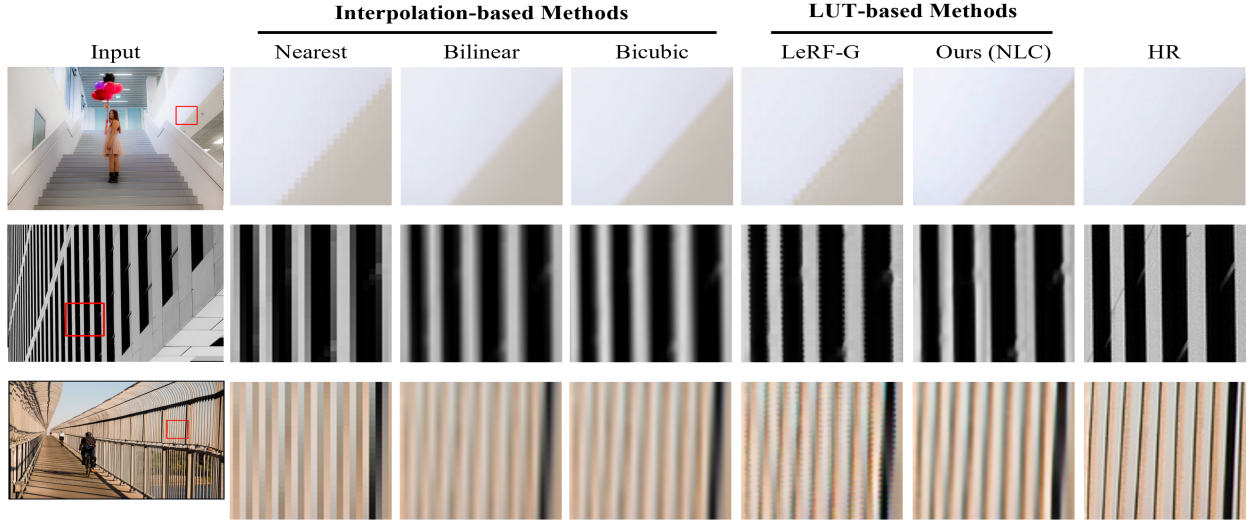 Interpolation-based Methods
LUT-based Methods
Input
Nearest
Bilinear
Bicubic
LeRF-G
Ours (NLC)
HR